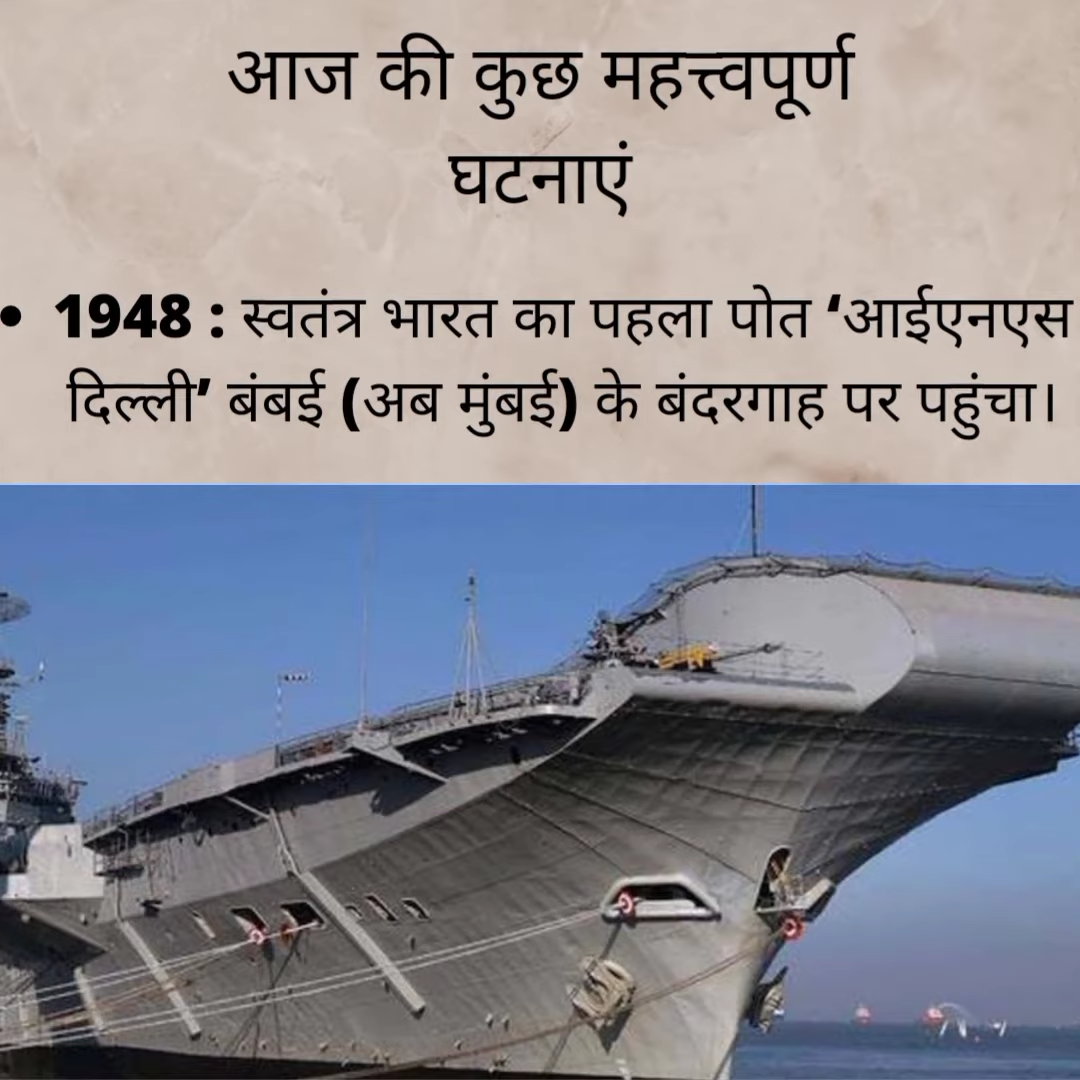 आज की कुछ महत्त्वपूर्ण
घटनाएं
• 1948 : स्वतंत्र भारत का पहला पोत ‘आईएनएस
दिल्ली’ बंबई (अब मुंबई) के बंदरगाह पर पहुंचा।